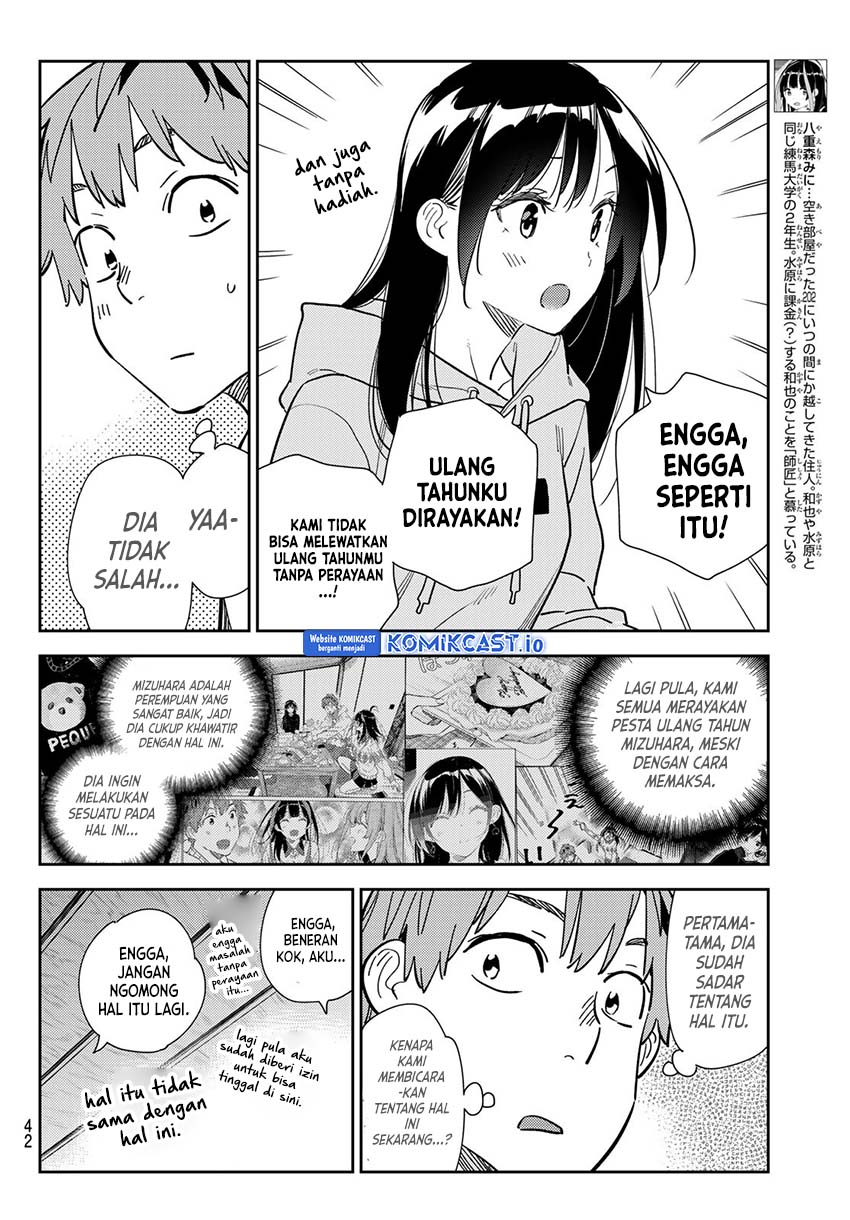 八重森みに…空き部屋だった202にいつの間にか越してきた住人。和也や水原と
同じ練馬大学の2年生。水原に課金(?)する和也のことを「師匠」と慕っている。
ENGGA,
ENGGA
SEPERTI
ITU!
ULANG
TAHUNKU
DIRAYAKAN!
dan juga
tanpa
hadiah.
KAMI TIDAK
BISA MELEWATKAN
ULANG TAHUNMU
TANPA PERAYAAN
...!
YAA-
DIA
TIDAK
SALAH...
Website KOMIKCAST
berganti menjadi
KOMIKCAST.io
LAGI PULA, KAMI
SEMUA MERAYAKAN
PESTA ULANG TAHUN
MIZUHARA, MESKI
DENGAN CARA
MEMAKSA.
MIZUHARA ADALAH
PEREMPUAN YANG
SANGAT BAIK, JADI
DIA CUKUP KHAWATIR
DENGAN HAL INI.
DIA INGIN
MELAKUKAN
SESUATU PADA
HAL INI...
PEQUE
PERTAMA-
TAMA, DIA
SUDAH
SADAR
TENTANG
HAL ITU.
KENAPA
KAMI
MEMBICARA
-KAN
TENTANG HAL
INI
SEKARANG...?
ENGGA,
BENERAN
KOK, AKU...
aku
engga
masalah
tanpa
perayaan
itu...
ENGGA,
JANGAN
NGOMONG
HAL ITU LAGI.
lagi pula aku
sudah diberi izin
untuk bisa
tinggal di sini.
hal itu tidak
sama dengan
hal ini.
42